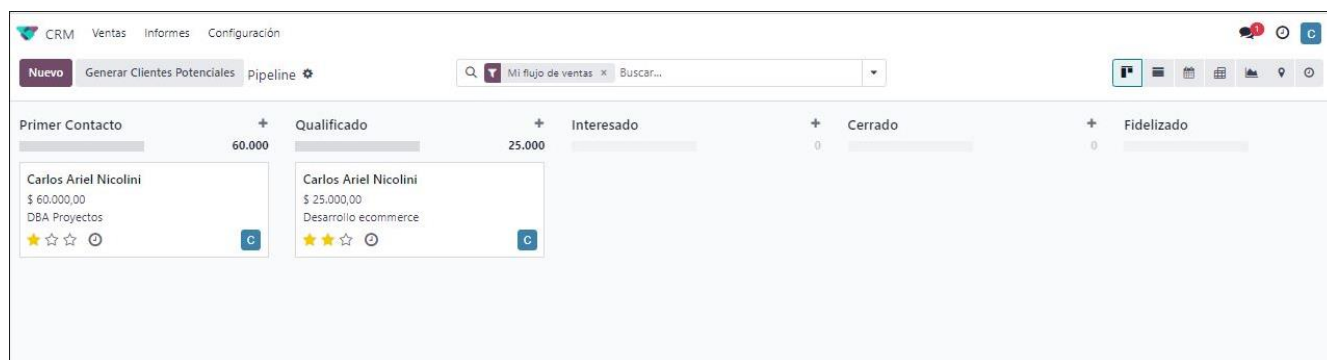 CRM Ventas Informes Configuración 1 C
Nuevo Generar Clientes Potenciales Pipeline Mi flujo de ventas × Buscar...
Primer Contacto + Qualificado + Interesado + Cerrado + Fidelizado
60.000 25.000 0 0
Carlos Ariel Nicolini
$ 60.000,00
DBA Proyectos
C
Carlos Ariel Nicolini
$ 25.000,00
Desarrollo ecommerce
C